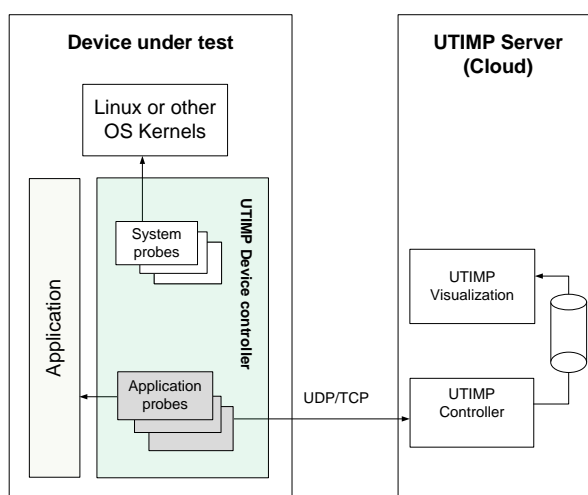 Device under test
Linux or other
OS Kernels
UTIMP Device controller
System
probes
Application
Application
probes
UDP/TCP
UTIMP Server
(Cloud)
UTIMP
Visualization
UTIMP
Controller